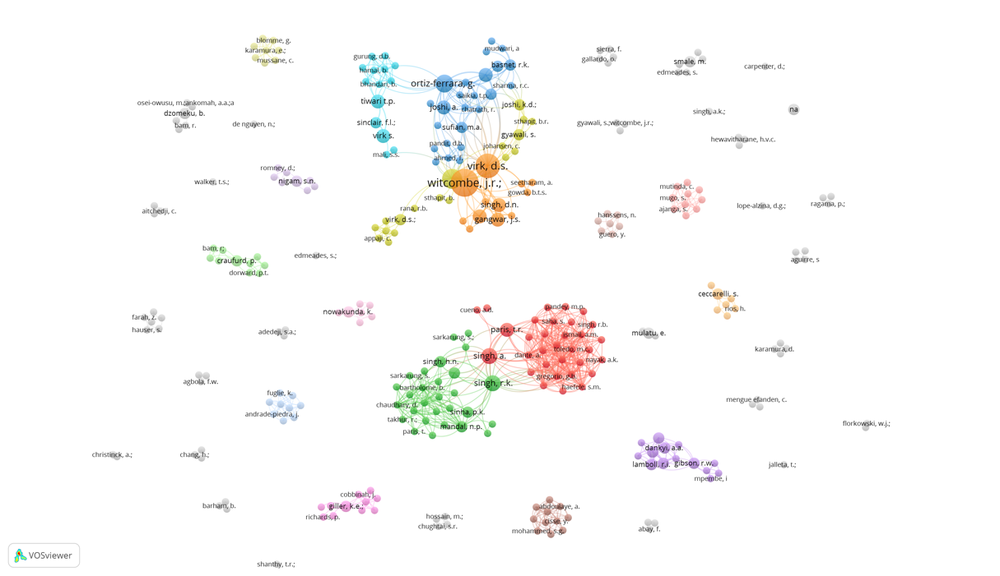 blomme, g.
karamura, e.;
mussane, c.
gurung, d.b.
hamal, b.
bhandari, b.
tiwari t.p.
sinclair, f.l.;
virk s.
mali, s.s.
mudwari, a
basnet, r.k.
ortiz-ferrara, g.
sharma, r.c.
saikia, t.p.
joshi, a.
chatrath, r.
sufian, m.a.
pandit, d.b.
ahmed, f.
joshi, k.d.;
sthapit, b.r.
gyawali, s.
johansen, c.
virk, d.s.
witcombe, j.r.;
seetharam, a.
gowda, b.t.s.
sthapit, b.
singh, d.n.
rana, r.b.
virk, d.s.;
gangwar, j.s.
appaji, c.
sierra, f.
gallardo, o.
smale, m.
edmeades, s.
carpenter, d.;
osei-owusu, m.;ankomah, a.a.;a
dzomeku, b.
bam, r.
de nguyen, n.;
gyawali, s.;witcombe, j.r.;
singh, a.k.;
na
hewavitharane, h.v.c.
romney, d.;
nigam, s.n.
walker, t.s.;
aitchedji, c.
mutinda, c.
mugo, s.
ajanga, s.
lope-alzina, d.g.;
ragama, p.;
hanssens, n.
guero, y.
bam, r;
craufurd, p.
dorward, p.t.
edmeades, s.;
aguirre, s
ceccarelli, s.
rios, h.
farah, z.
hauser, s.
nowakunda, k.
adedeji, s.a.;
cueno, a.d.
pandey, m.p.
saha, s.
singh, r.b.
paris, t.r.
ismail, a.m.
sarkarung, s.;
toledo, m.c.
singh, a.
dante, a.
nayak, a.k.
singh, h.n.
gregorio, g.b.
sarkarung, s.
singh, r.k.
haefele, s.m.
bartholome, b.
chaudhary, d.
sinha, p.k.
takhur, r.;
mandal, n.p.
paris, t.
mulatu, e.
karamura, d.
agbola, f.w.
fuglie, k.
andrade-piedra, j.
mengue efanden, c.
florkowski, w.j.;
christinck, a.;
chang, h.;
dankyi, a.a.
lamboll, r.i.
gibson, r.w.
mpembe, i
jalleta, t.;
barham, b.
cobbinah, j.
giller, k.e.;
richards, p.
hossain, m.;
chughtai, s.r.
abdoulaye, a.
cisse, y.
mohammed, s.g.
abay, f.
shanthy, t.r.;
VOSviewer